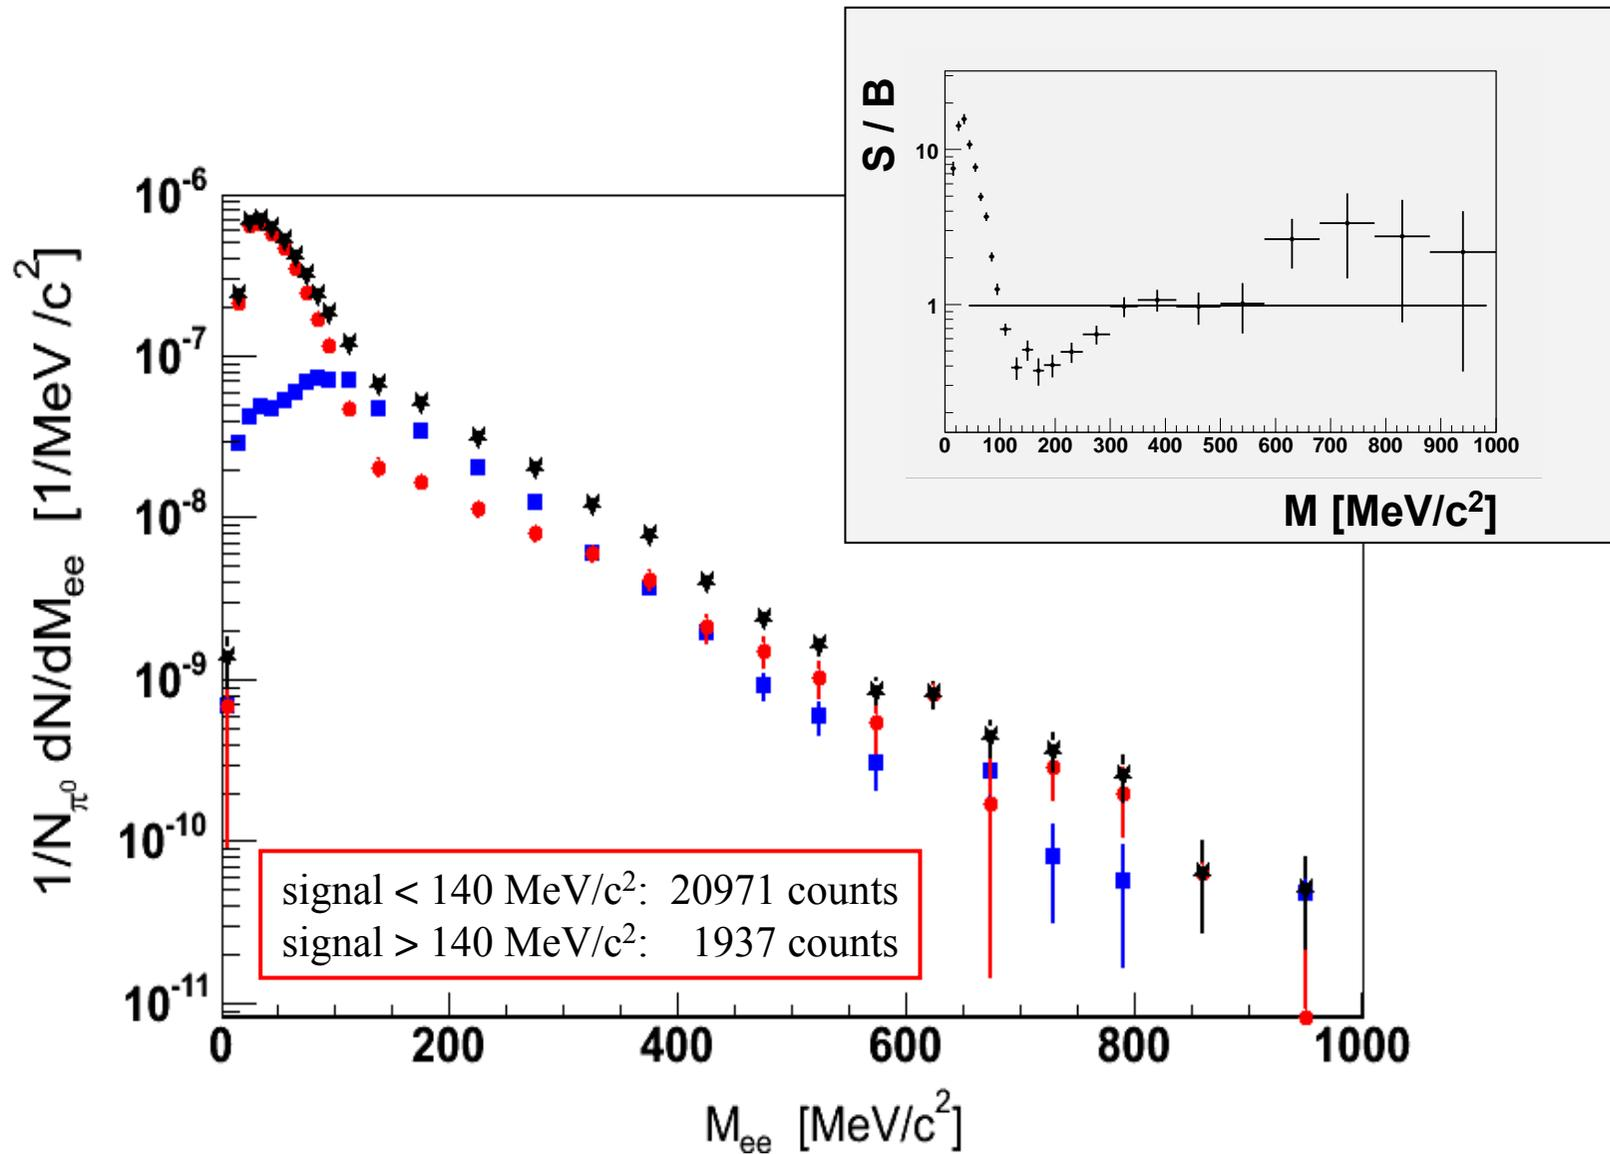 S / B
10
1
0 100 200 300 400 500 600 700 800 900 1000
M [MeV/c²]
1/N_π⁰ dN/dM_ee [1/MeV /c²]
10⁻⁶
10⁻⁷
10⁻⁸
10⁻⁹
10⁻¹⁰
10⁻¹¹
signal < 140 MeV/c²: 20971 counts
signal > 140 MeV/c²: 1937 counts
0 200 400 600 800 1000
M_ee [MeV/c²]